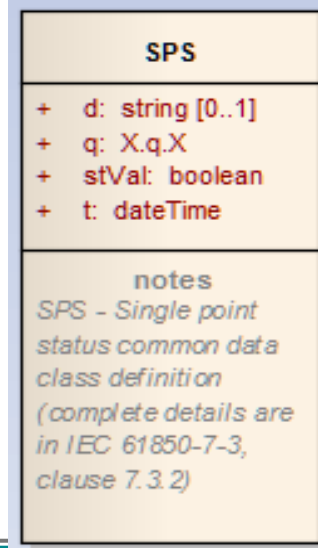 SPS
+ d: string [0..1]
+ q: X.q.X
+ stVal: boolean
+ t: dateTime
notes
SPS - Single point
status common data
class definition
(complete details are
in IEC 61850-7-3,
clause 7.3.2)